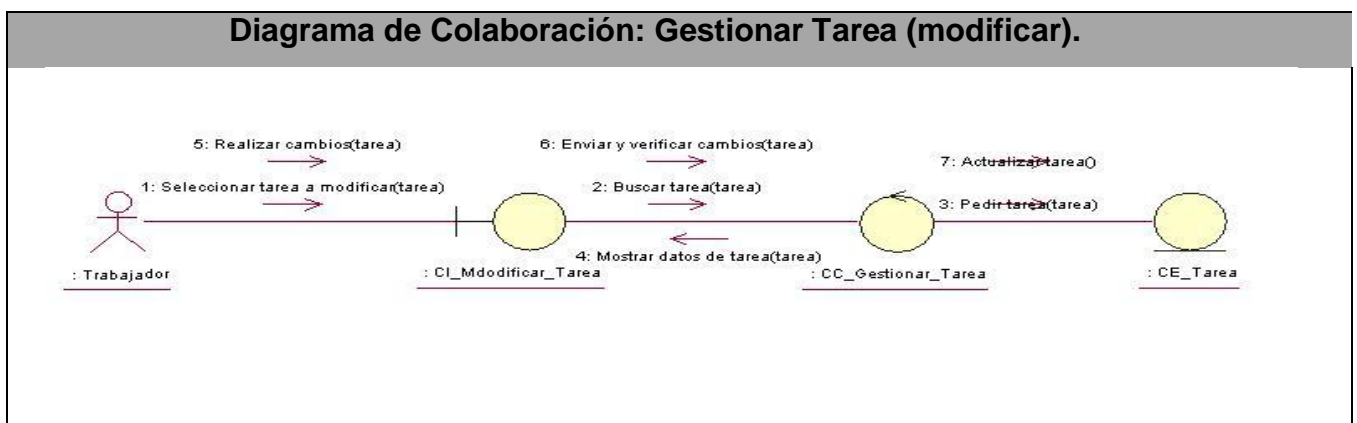 Diagrama de Colaboración: Gestionar Tarea (modificar).
5: Realizar cambios(tarea)
6: Enviar y verificar cambios(tarea)
7: Actualizar tarea()
1: Seleccionar tarea a modificar(tarea)
2: Buscar tarea(tarea)
3: Pedir tarea(tarea)
4: Mostrar datos de tarea(tarea)
: Trabajador
: CI_Mdodificar_Tarea
: CC_Gestionar_Tarea
: CE_Tarea